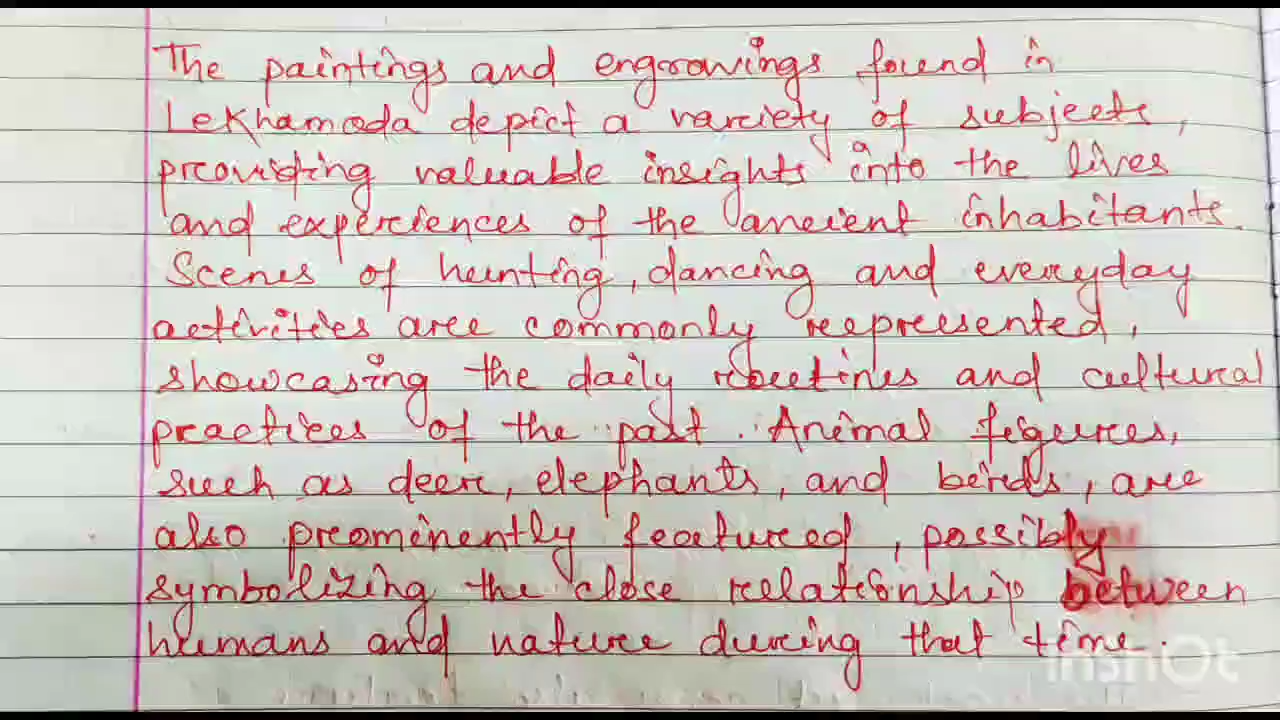 The paintings and engravings found in
Lekhamoda depict a variety of subjects,
providing valuable insights into the lives
and experiences of the ancient inhabitants.
Scenes of hunting, dancing and everyday
activities are commonly represented,
showcasing the daily routines and cultural
practices of the past. Animal figures,
such as deer, elephants, and birds, are
also prominently featured, possibly
symbolizing the close relationship between
humans and nature during that time.
InShOt